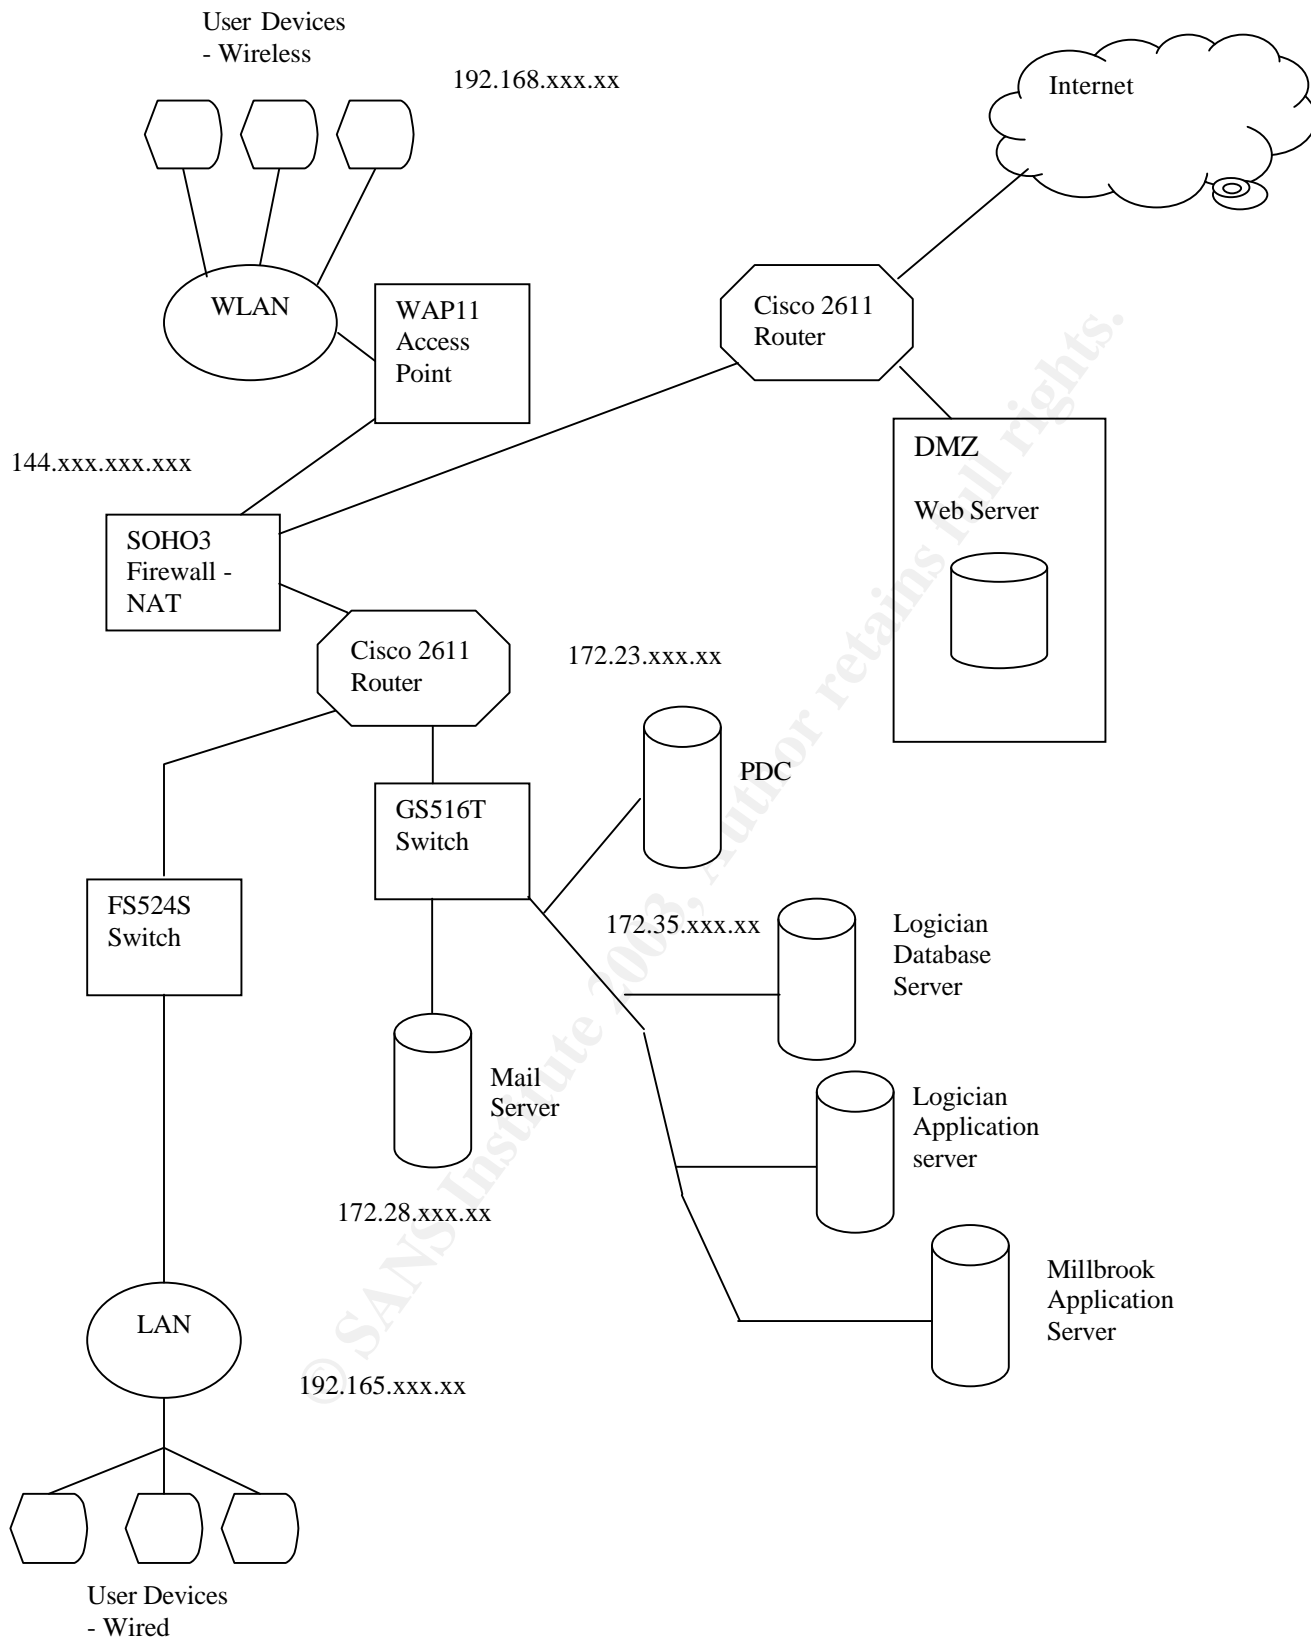 User Devices
- Wireless
192.168.xxx.xx
Internet
WLAN
WAP11
Access
Point
Cisco 2611
Router
144.xxx.xxx.xxx
DMZ
Web Server
SOHO3
Firewall -
NAT
Cisco 2611
Router
172.23.xxx.xx
PDC
GS516T
Switch
FS524S
Switch
172.35.xxx.xx
Logician
Database
Server
Mail
Server
Logician
Application
server
172.28.xxx.xx
Millbrook
Application
Server
LAN
192.165.xxx.xx
User Devices
- Wired
© SANS Institute 2003, Author retains full rights.